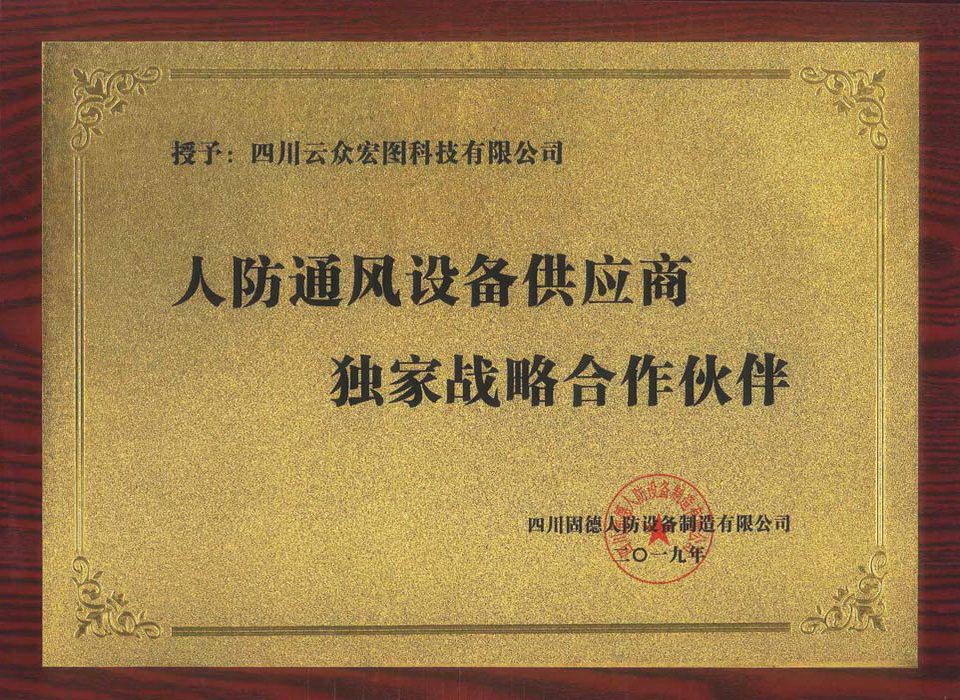 授予：四川云众宏图科技有限公司
人防通风设备供应商
独家战略合作伙伴
四川固德人防设备制造有限公司
二〇一九年